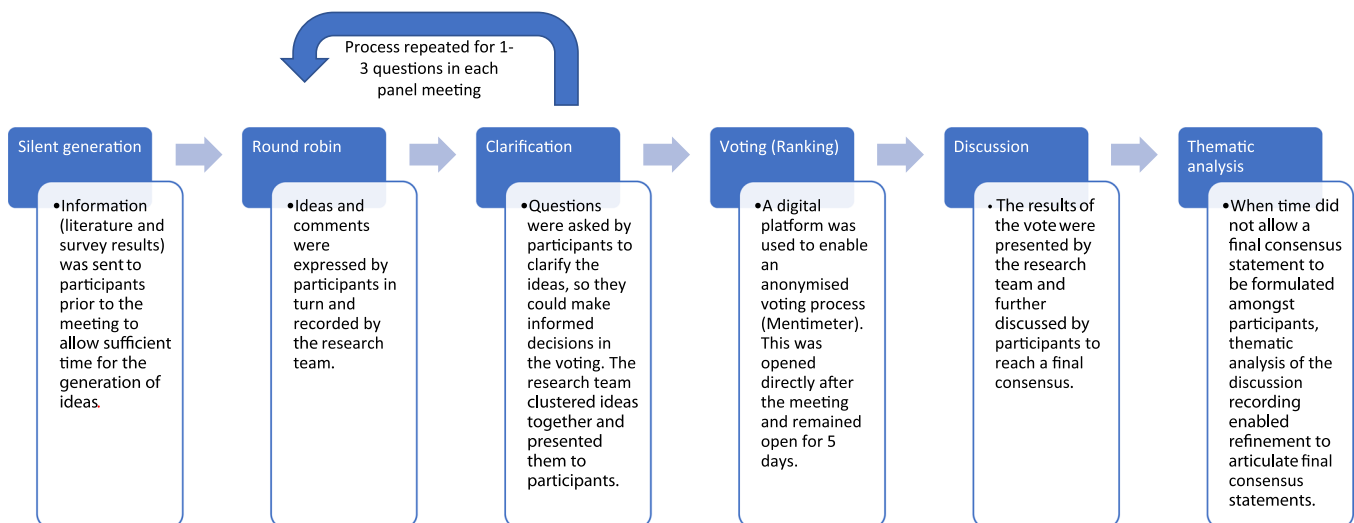 Process repeated for 1-
3 questions in each
panel meeting
Silent generation
•Information
(literature and
survey results)
was sent to
participants
prior to the
meeting to
allow sufficient
time for the
generation of
ideas.
Round robin
•Ideas and
comments
were
expressed by
participants in
turn and
recorded by
the research
team.
Clarification
•Questions
were asked by
participants to
clarify the
ideas, so they
could make
informed
decisions in
the voting. The
research team
clustered ideas
together and
presented
them to
participants.
Voting (Ranking)
•A digital
platform was
used to enable
an
anonymised
voting process
(Mentimeter).
This was
opened
directly after
the meeting
and remained
open for 5
days.
Discussion
• The results of
the vote were
presented by
the research
team and
further
discussed by
participants to
reach a final
consensus.
Thematic
analysis
•When time did
not allow a
final consensus
statement to
be formulated
amongst
participants,
thematic
analysis of the
discussion
recording
enabled
refinement to
articulate final
consensus
statements.